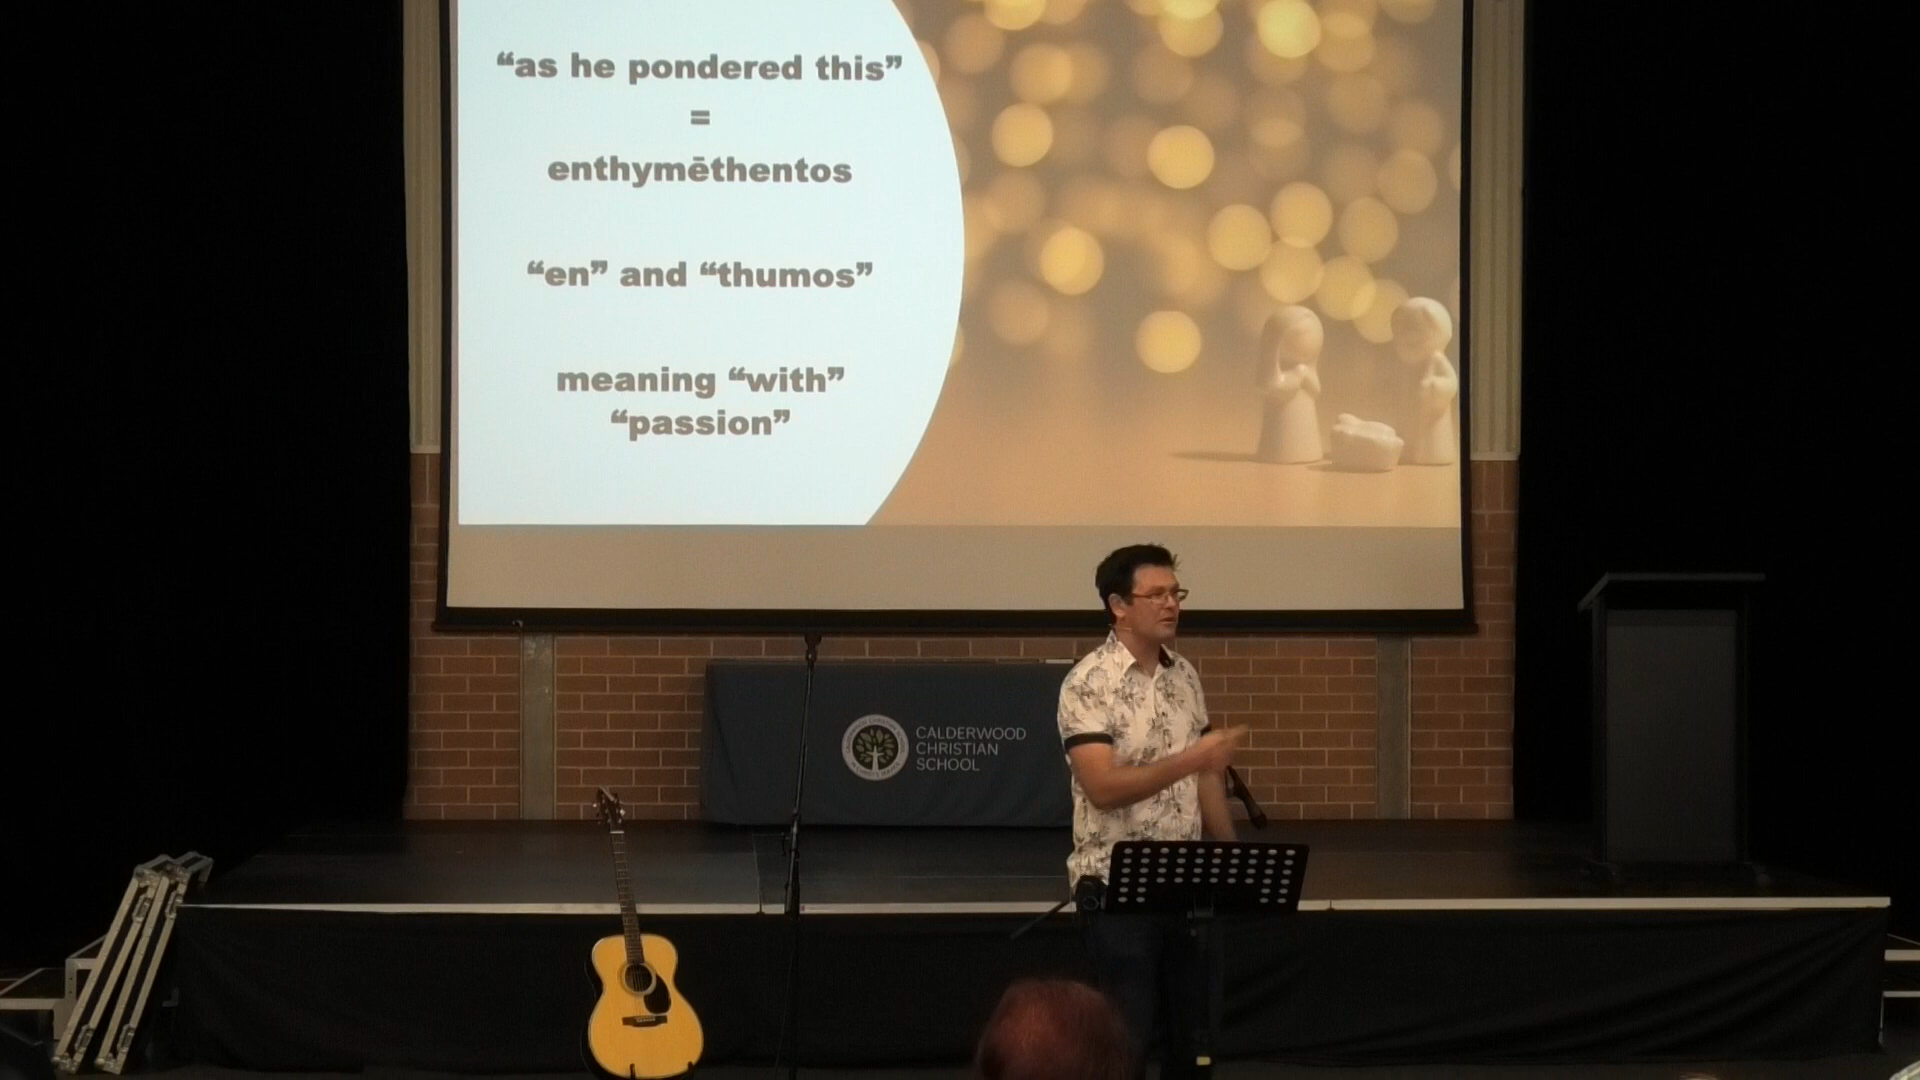 “as he pondered this”
=
enthymēthentos
“en” and “thumos”
meaning “with”
“passion”
CALDERWOOD
CHRISTIAN
SCHOOL